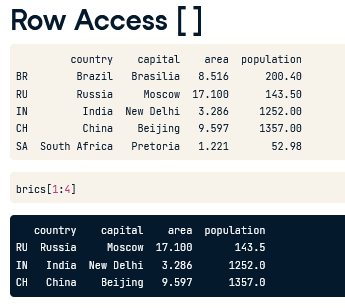 Row Access [ ]
country capital area population
BR Brazil Brasilia 8.516 200.40
RU Russia Moscow 17.100 143.50
IN India New Delhi 3.286 1252.00
CH China Beijing 9.597 1357.00
SA South Africa Pretoria 1.221 52.98
brics[1:4]
country capital area population
RU Russia Moscow 17.100 143.5
IN India New Delhi 3.286 1252.0
CH China Beijing 9.597 1357.0